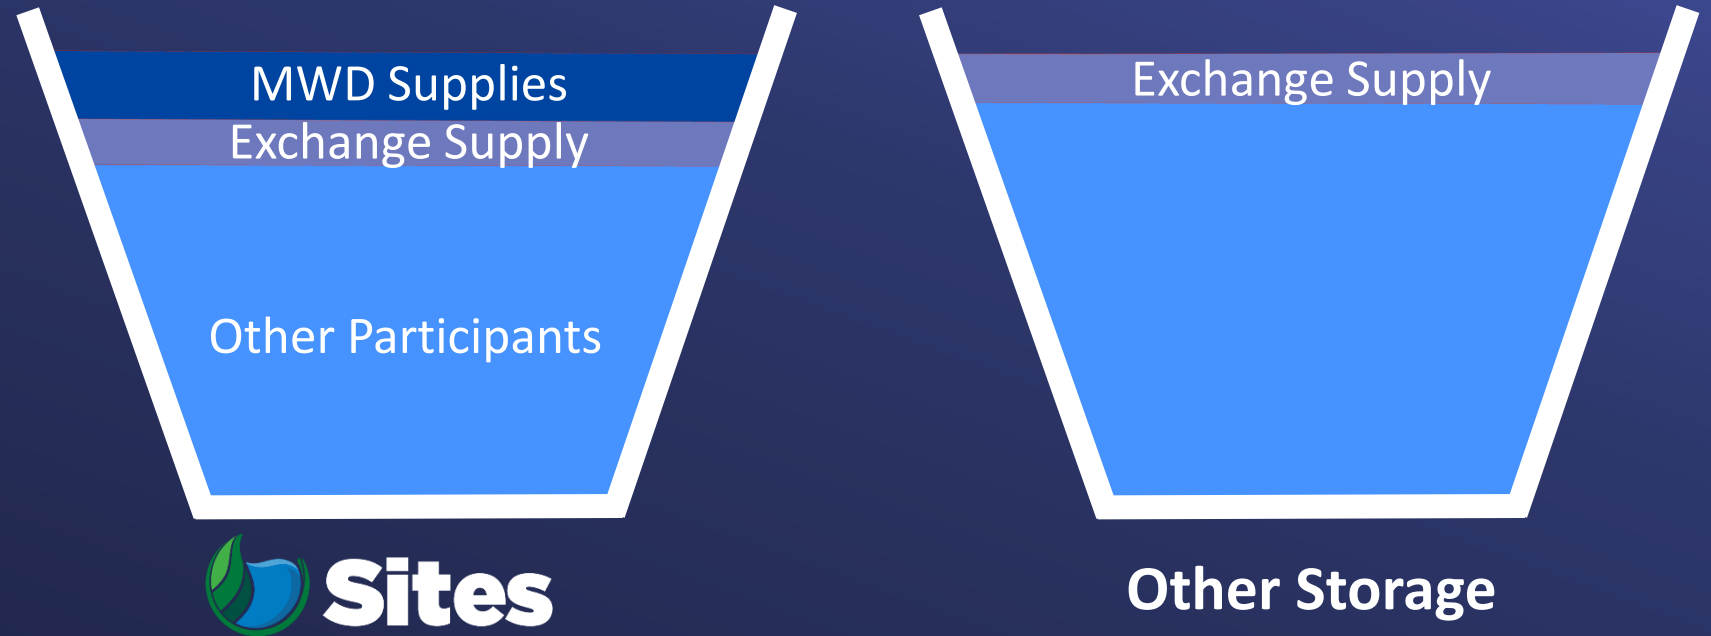 MWD Supplies
Exchange Supply
Other Participants
Sites
Exchange Supply
Other Storage